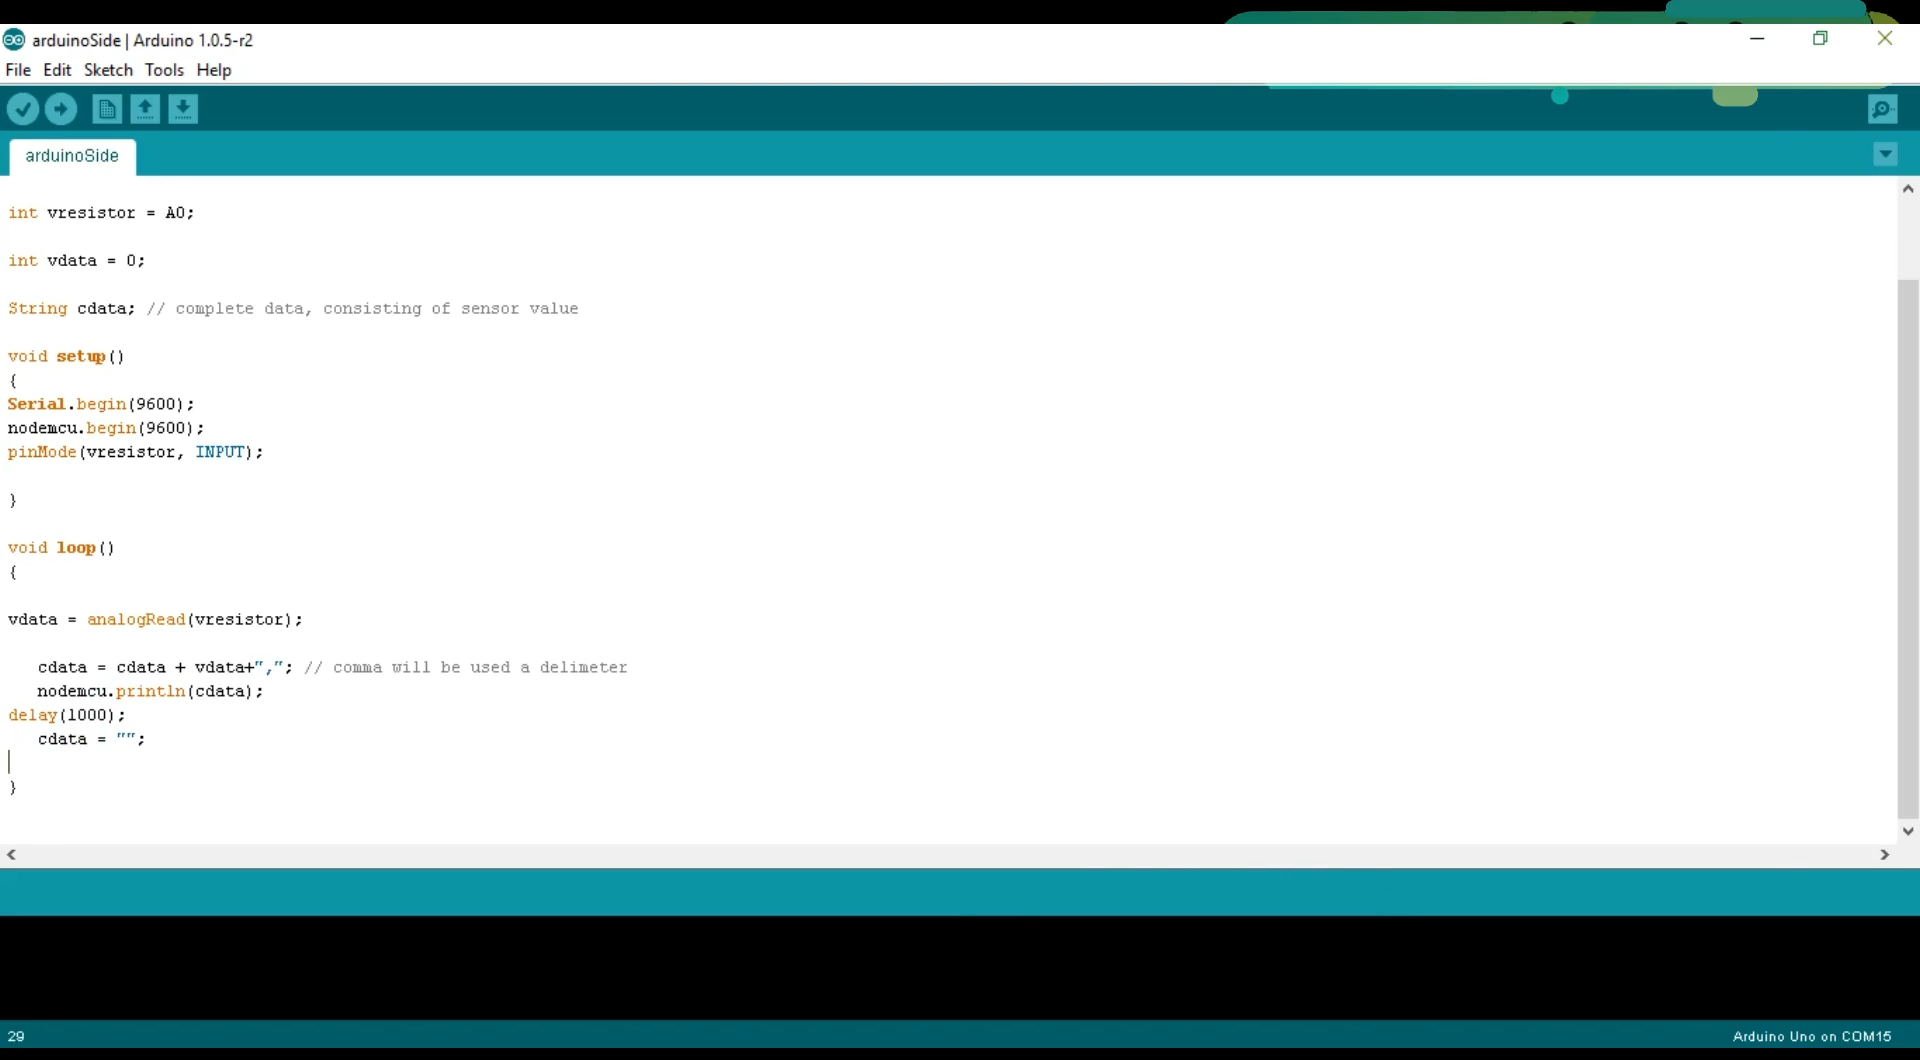 arduinoSide | Arduino 1.0.5-r2
File Edit Sketch Tools Help
arduinoSide
int vresistor = A0;
int vdata = 0;
String cdata; // complete data, consisting of sensor value
void setup()
{
Serial.begin(9600);
nodemcu.begin(9600);
pinMode(vresistor, INPUT);
}
void loop()
{
vdata = analogRead(vresistor);
cdata = cdata + vdata+","; // comma will be used a delimeter
nodemcu.println(cdata);
delay(1000);
cdata = "";
}
29
Arduino Uno on COM15